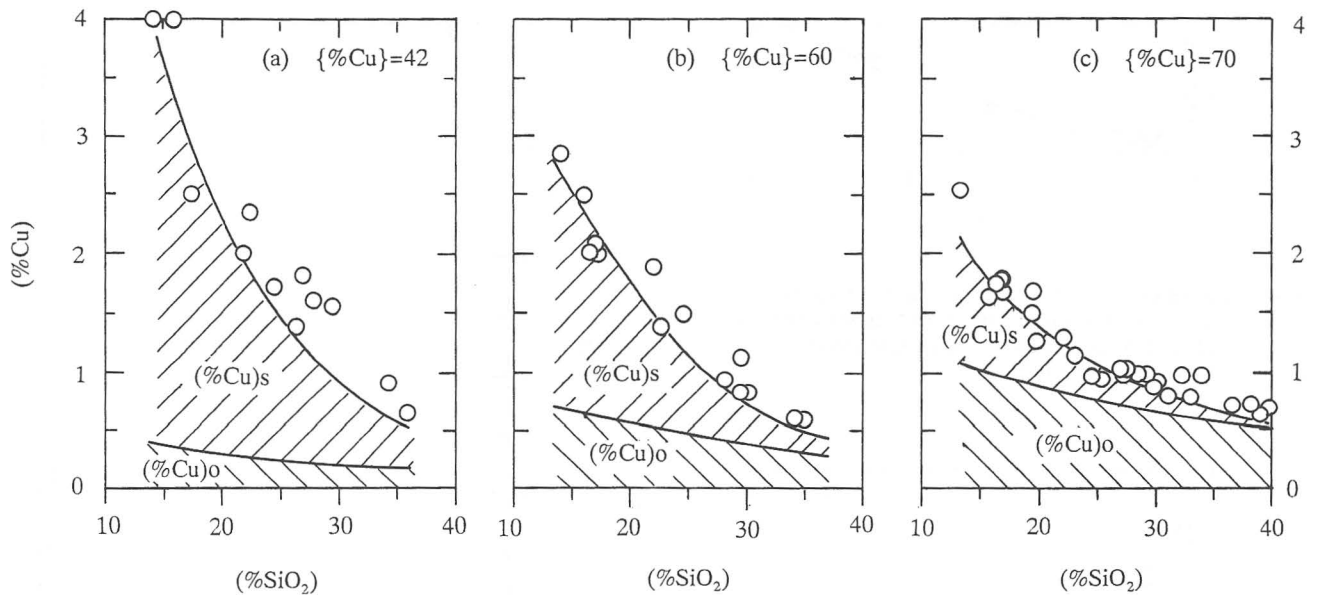 (a) {%Cu}=42
(b) {%Cu}=60
(c) {%Cu}=70
4
3
2
1
0
(%Cu)
4
3
2
1
0
(%Cu)s
(%Cu)o
(%Cu)s
(%Cu)o
(%Cu)s
(%Cu)o
10 20 30 40
10 20 30 40
10 20 30 40
(%SiO₂)
(%SiO₂)
(%SiO₂)